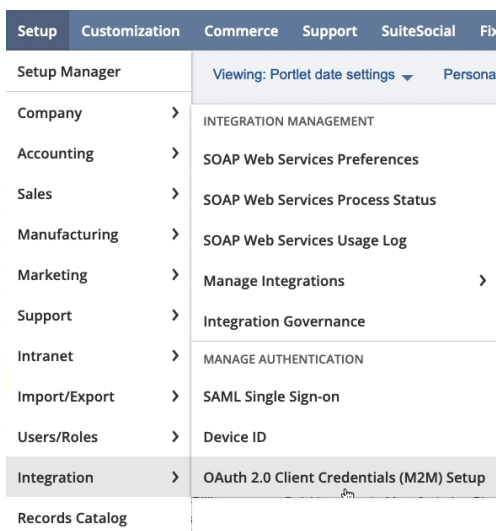 Setup Customization Commerce Support SuiteSocial Fix
Setup Manager
Viewing: Portlet date settings Persona
Company
Accounting
Sales
Manufacturing
Marketing
Support
Intranet
Import/Export
Users/Roles
Integration
Records Catalog
INTEGRATION MANAGEMENT
SOAP Web Services Preferences
SOAP Web Services Process Status
SOAP Web Services Usage Log
Manage Integrations
Integration Governance
MANAGE AUTHENTICATION
SAML Single Sign-on
Device ID
OAuth 2.0 Client Credentials (M2M) Setup